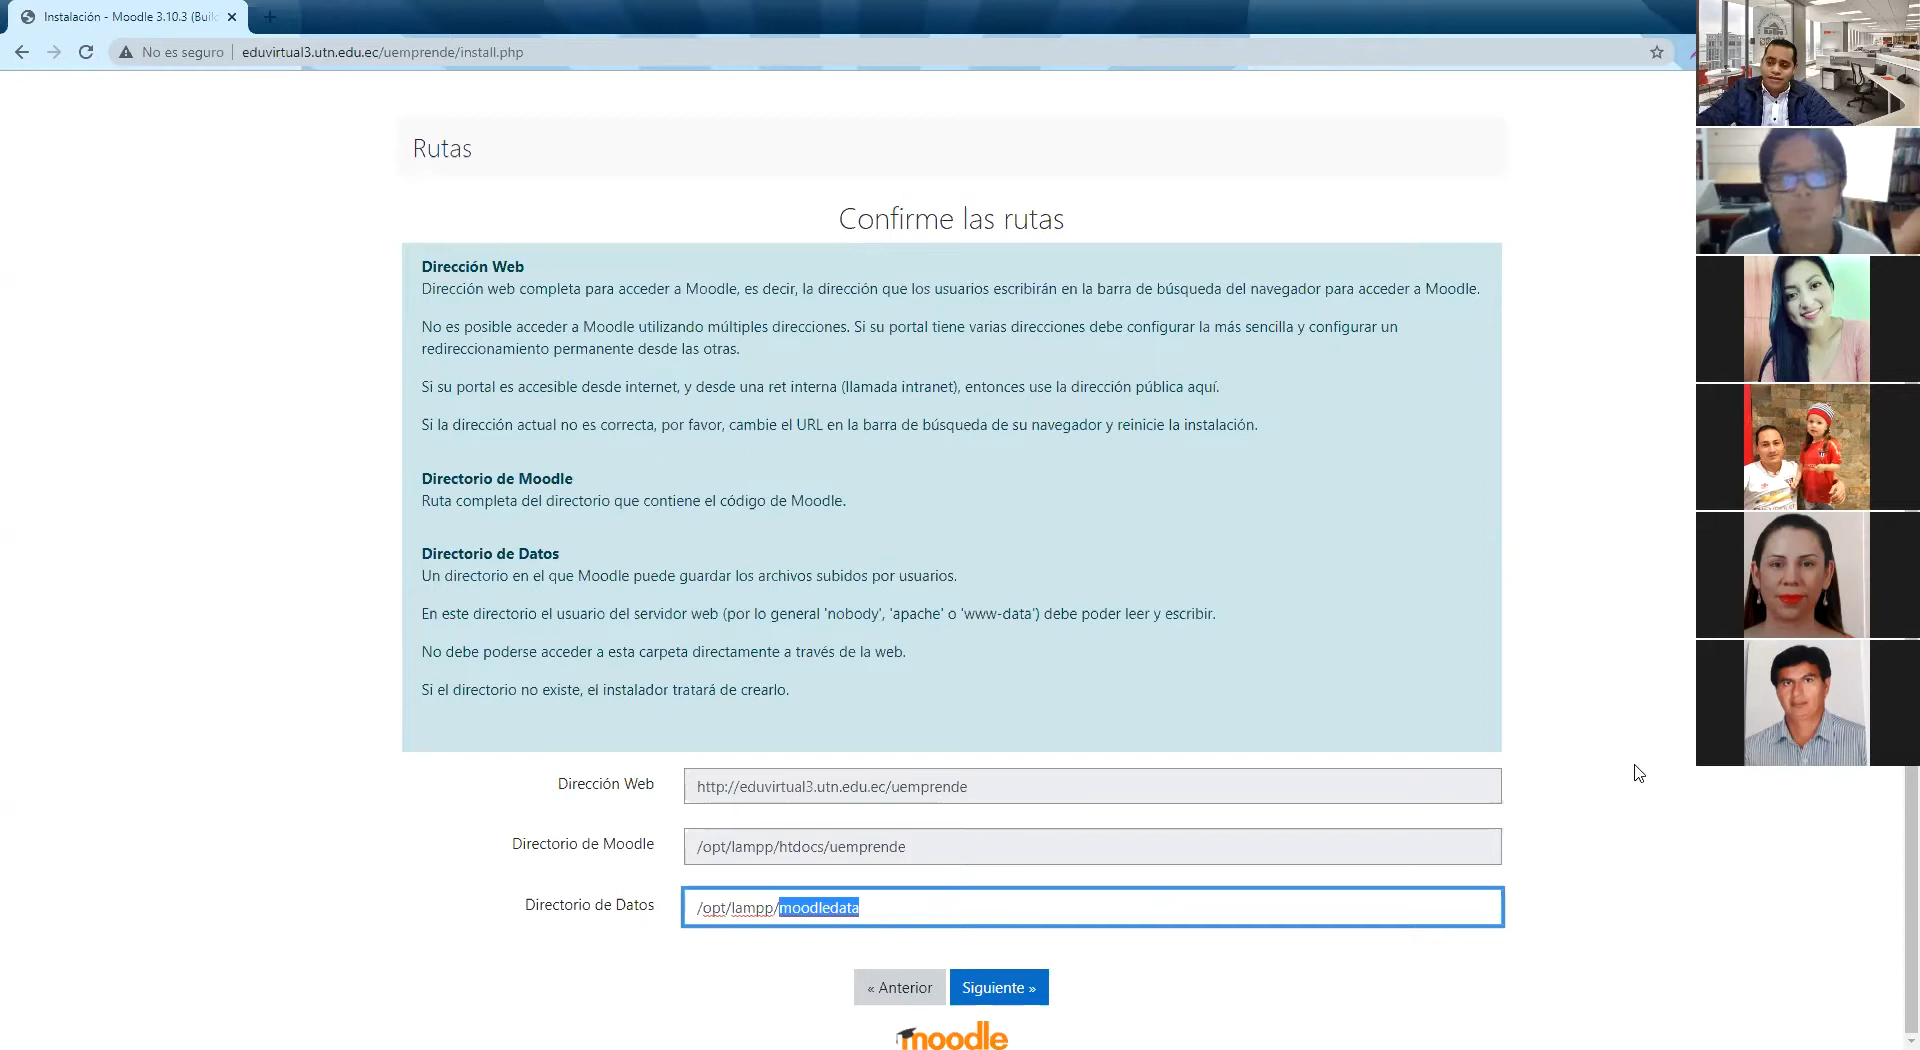 Instalación - Moodle 3.10.3 (Buil
No es seguro
eduvirtual3.utn.edu.ec/uemprende/install.php
Rutas
Confirme las rutas
Dirección Web
Dirección web completa para acceder a Moodle, es decir, la dirección que los usuarios escribirán en la barra de búsqueda del navegador para acceder a Moodle.
No es posible acceder a Moodle utilizando múltiples direcciones. Si su portal tiene varias direcciones debe configurar la más sencilla y configurar un
redireccionamiento permanente desde las otras.
Si su portal es accesible desde internet, y desde una ret interna (llamada intranet), entonces use la dirección pública aquí.
Si la dirección actual no es correcta, por favor, cambie el URL en la barra de búsqueda de su navegador y reinicie la instalación.
Directorio de Moodle
Ruta completa del directorio que contiene el código de Moodle.
Directorio de Datos
Un directorio en el que Moodle puede guardar los archivos subidos por usuarios.
En este directorio el usuario del servidor web (por lo general 'nobody', 'apache' o 'www-data') debe poder leer y escribir.
No debe poderse acceder a esta carpeta directamente a través de la web.
Si el directorio no existe, el instalador tratará de crearlo.
Dirección Web
http://eduvirtual3.utn.edu.ec/uemprende
Directorio de Moodle
/opt/lampp/htdocs/uemprende
Directorio de Datos
/opt/lampp/moodledata
« Anterior
Siguiente »
moodle